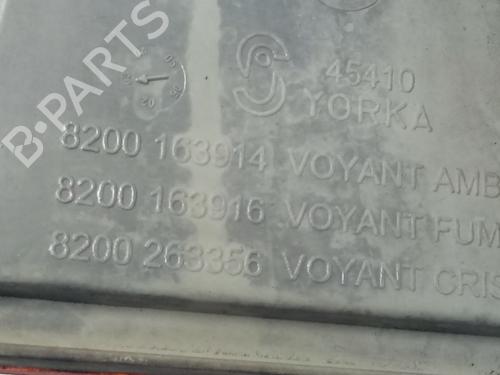 B-PARTS
45410
YORKA
8200 163914 VOYANT AMB
8200 163916 VOYANT FUM
8200 263356 VOYANT CRIS